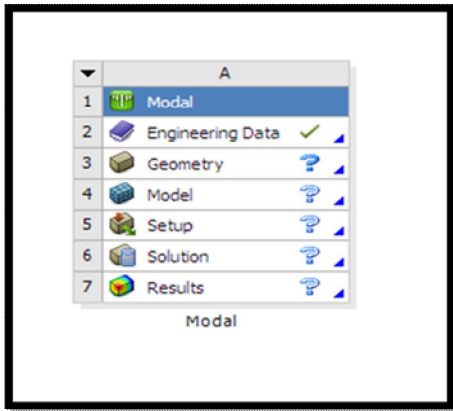 A
1 Modal
2 Engineering Data
3 Geometry
4 Model
5 Setup
6 Solution
7 Results
Modal